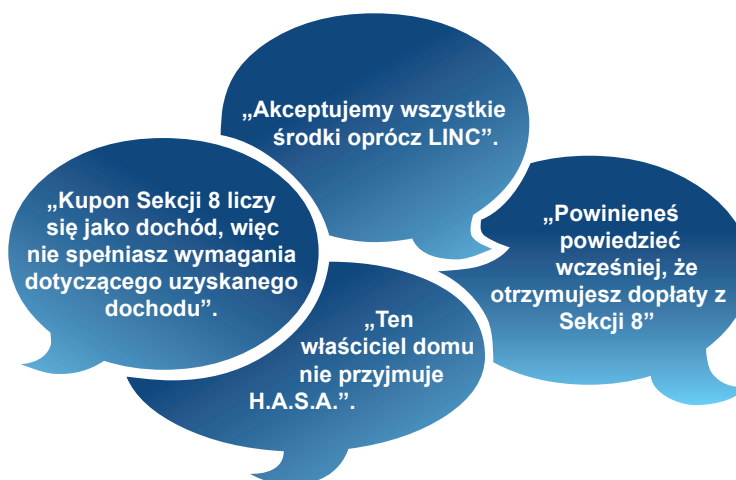 „Akceptujemy wszystkie
środki oprócz LINC”.
„Kupon Sekcji 8 liczy
się jako dochód, więc
nie spełniasz wymagania
dotyczącego uzyskanego
dochodu”.
„Powinieneś
powiedzieć
wcześniej, że
otrzymujesz dopłaty z
Sekcji 8”
„Ten
właściciel domu
nie przyjmuje
H.A.S.A.”.